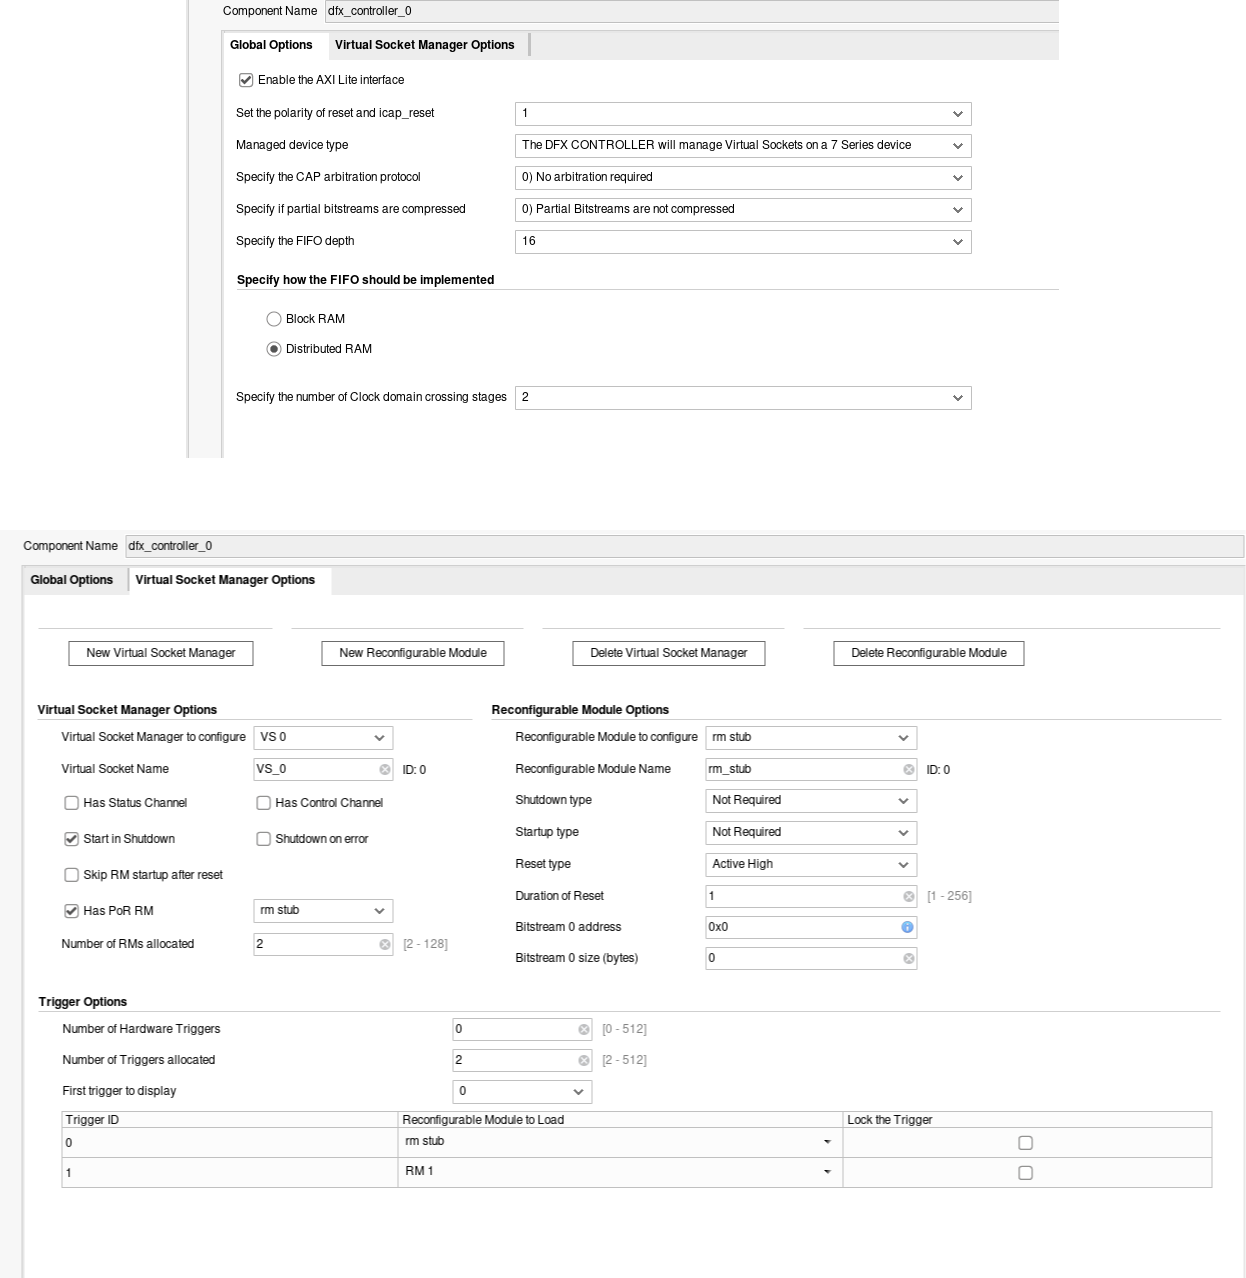 Component Name dfx_controller_0
Global Options Virtual Socket Manager Options
Enable the AXI Lite interface
Set the polarity of reset and icap_reset 1
Managed device type The DFX CONTROLLER will manage Virtual Sockets on a 7 Series device
Specify the CAP arbitration protocol 0) No arbitration required
Specify if partial bitstreams are compressed 0) Partial Bitstreams are not compressed
Specify the FIFO depth 16
Specify how the FIFO should be implemented
Block RAM
Distributed RAM
Specify the number of Clock domain crossing stages 2
Component Name dfx_controller_0
Global Options Virtual Socket Manager Options
New Virtual Socket Manager New Reconfigurable Module Delete Virtual Socket Manager Delete Reconfigurable Module
Virtual Socket Manager Options Reconfigurable Module Options
Virtual Socket Manager to configure VS 0 Reconfigurable Module to configure rm stub
Virtual Socket Name VS_0 ID: 0 Reconfigurable Module Name rm_stub ID: 0
Has Status Channel Has Control Channel Shutdown type Not Required
Start in Shutdown Shutdown on error Startup type Not Required
Skip RM startup after reset Reset type Active High
Has PoR RM rm stub Duration of Reset 1 [1 - 256]
Number of RMs allocated 2 [2 - 128] Bitstream 0 address 0x0
Bitstream 0 size (bytes) 0
Trigger Options
Number of Hardware Triggers 0 [0 - 512]
Number of Triggers allocated 2 [2 - 512]
First trigger to display 0
Trigger ID Reconfigurable Module to Load Lock the Trigger
0 rm stub
1 RM 1